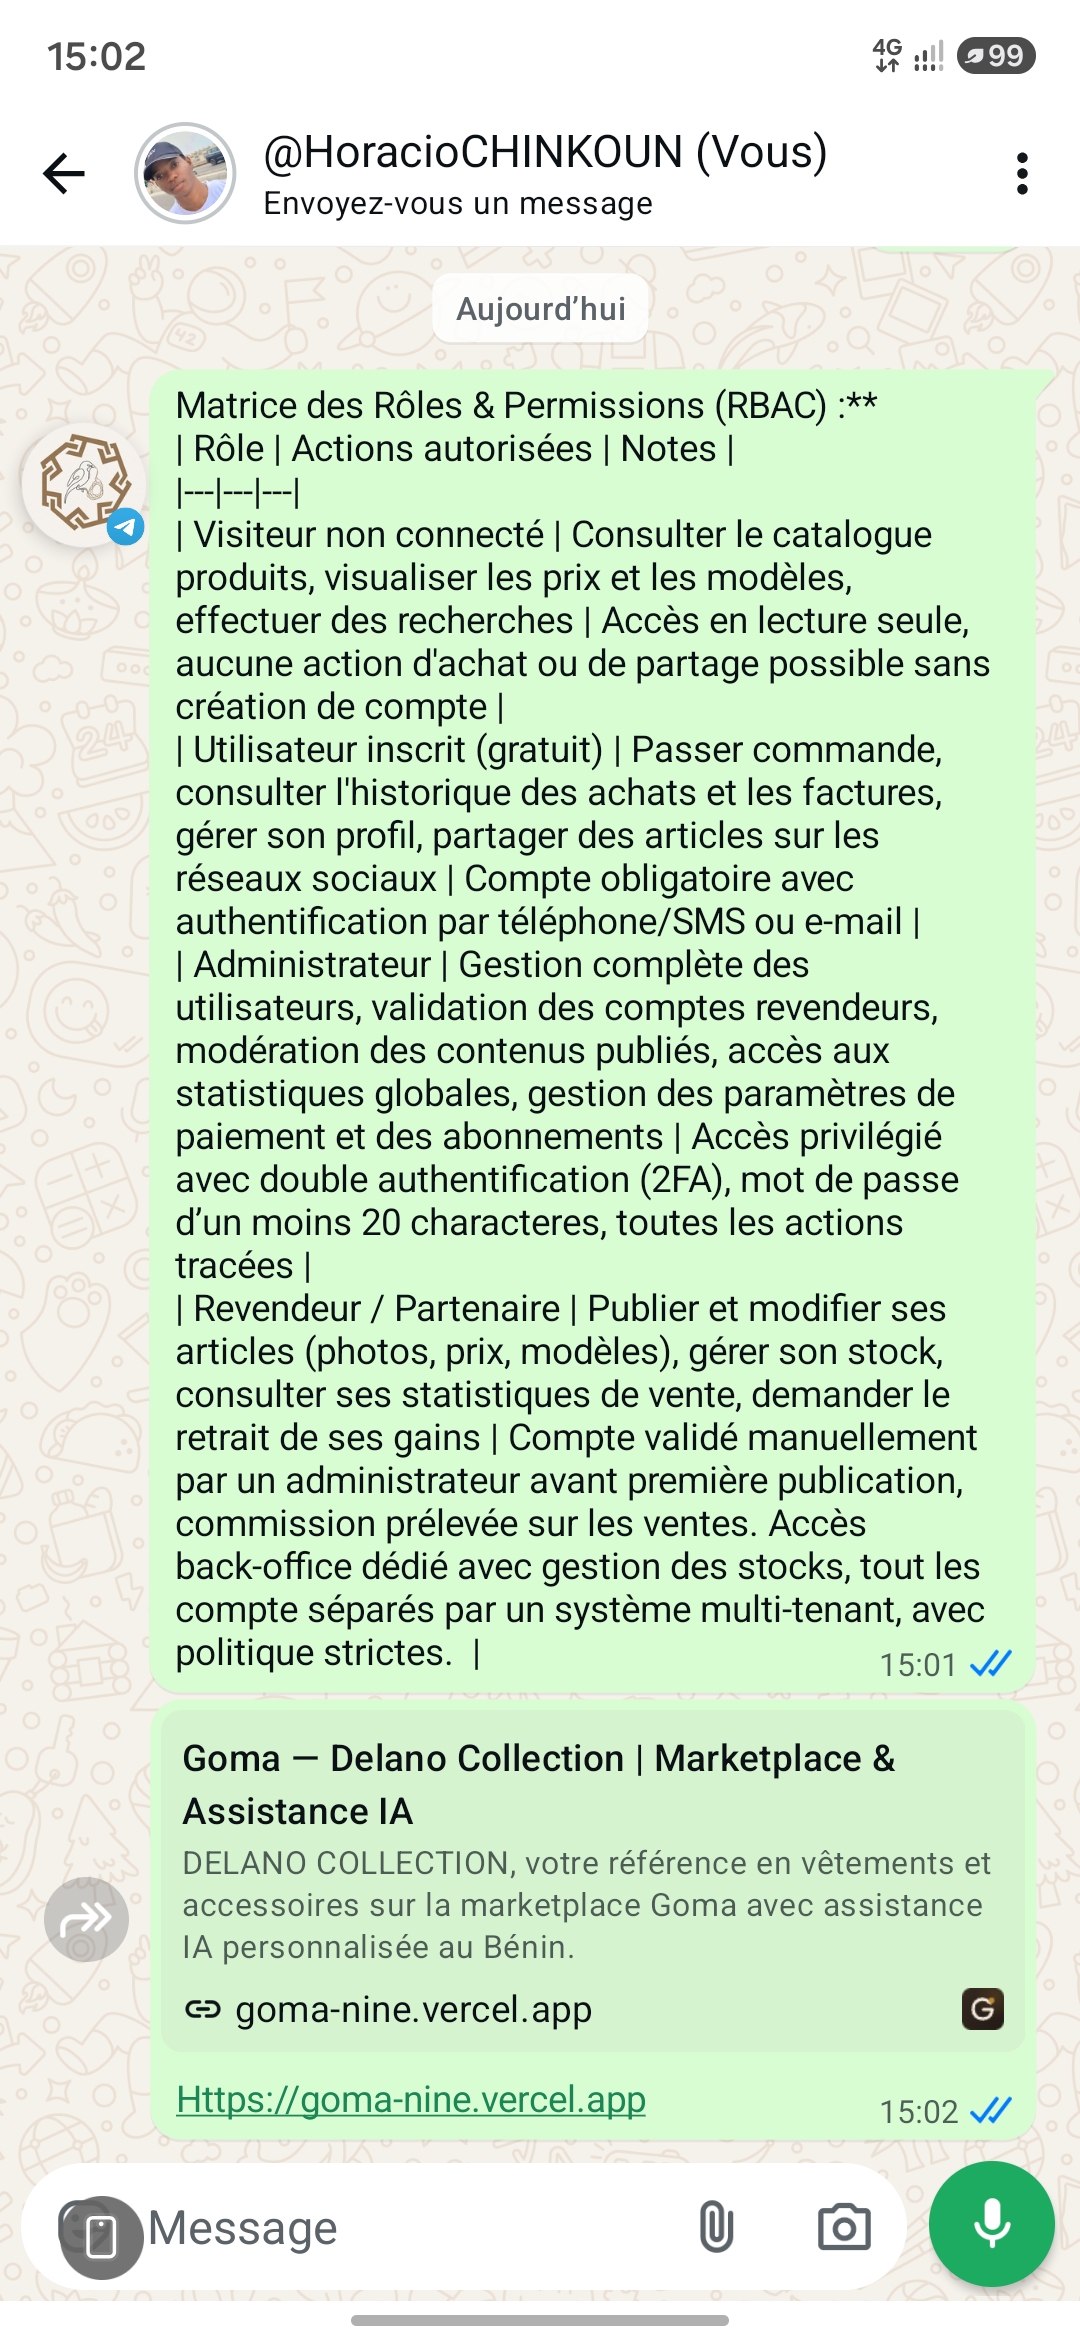 15:02
4G
99
@HoracioCHINKOUN (Vous)
Envoyez-vous un message
Aujourd’hui
Matrice des Rôles & Permissions (RBAC) :**
| Rôle | Actions autorisées | Notes |
|---|---|---|
| Visiteur non connecté | Consulter le catalogue
produits, visualiser les prix et les modèles,
effectuer des recherches | Accès en lecture seule,
aucune action d'achat ou de partage possible sans
création de compte |
| Utilisateur inscrit (gratuit) | Passer commande,
consulter l'historique des achats et les factures,
gérer son profil, partager des articles sur les
réseaux sociaux | Compte obligatoire avec
authentification par téléphone/SMS ou e-mail |
| Administrateur | Gestion complète des
utilisateurs, validation des comptes revendeurs,
modération des contenus publiés, accès aux
statistiques globales, gestion des paramètres de
paiement et des abonnements | Accès privilégié
avec double authentification (2FA), mot de passe
d’un moins 20 characteres, toutes les actions
tracées |
| Revendeur / Partenaire | Publier et modifier ses
articles (photos, prix, modèles), gérer son stock,
consulter ses statistiques de vente, demander le
retrait de ses gains | Compte validé manuellement
par un administrateur avant première publication,
commission prélevée sur les ventes. Accès
back-office dédié avec gestion des stocks, tout les
compte séparés par un système multi-tenant, avec
politique strictes.  |
15:01
Goma — Delano Collection | Marketplace &
Assistance IA
DELANO COLLECTION, votre référence en vêtements et
accessoires sur la marketplace Goma avec assistance
IA personnalisée au Bénin.
goma-nine.vercel.app
G
Https://goma-nine.vercel.app
15:02
Message